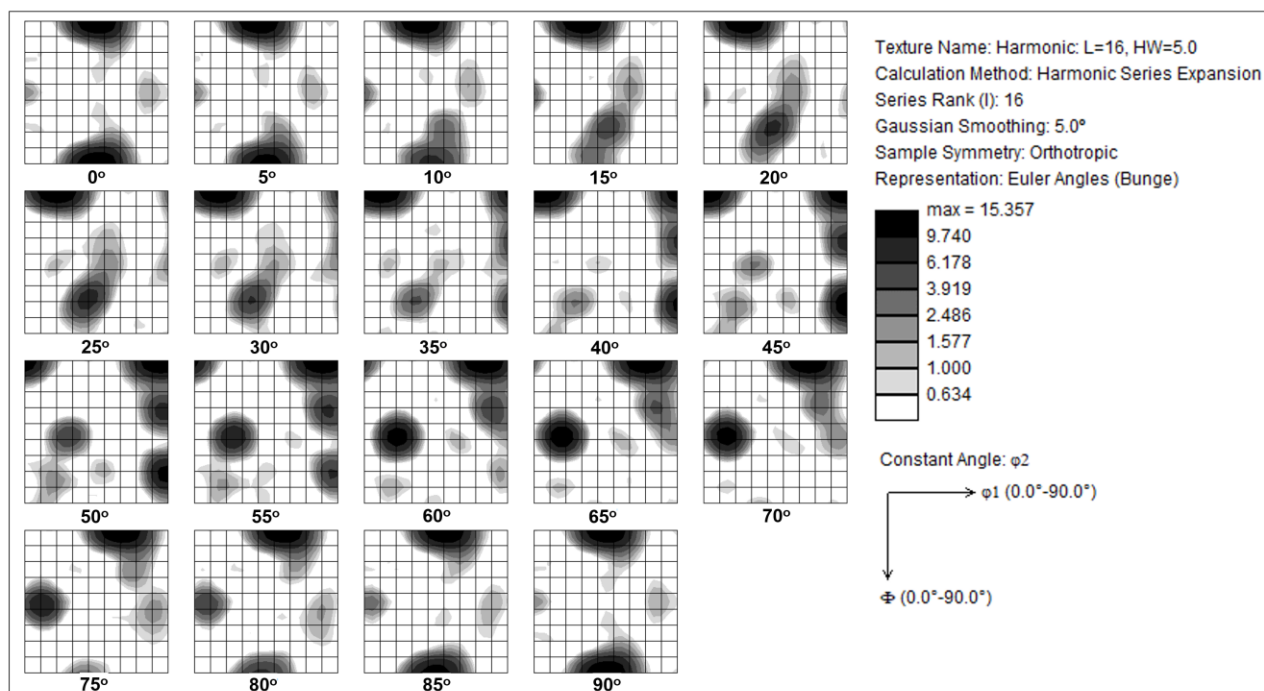 0°
5°
10°
15°
20°
25°
30°
35°
40°
45°
50°
55°
60°
65°
70°
75°
80°
85°
90°
Texture Name: Harmonic: L=16, HW=5.0
Calculation Method: Harmonic Series Expansion
Series Rank (l): 16
Gaussian Smoothing: 5.0°
Sample Symmetry: Orthotropic
Representation: Euler Angles (Bunge)
max = 15.357
9.740
6.178
3.919
2.486
1.577
1.000
0.634
Constant Angle: φ2
φ1 (0.0°-90.0°)
Φ (0.0°-90.0°)